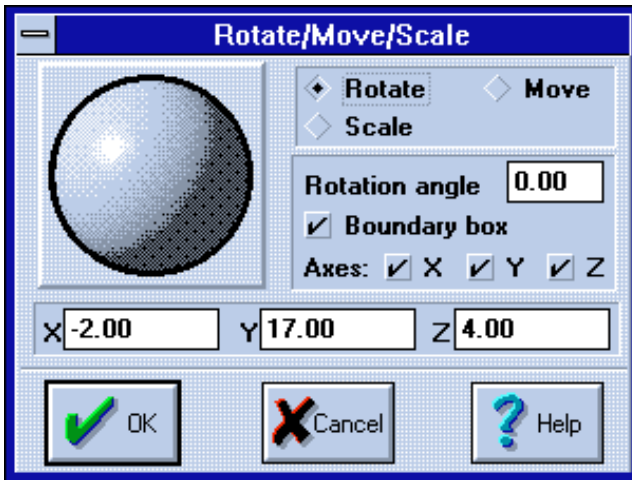 Rotate/Move/Scale
Rotate Move
Scale
Rotation angle 0.00
Boundary box
Axes: X Y Z
X -2.00 Y 17.00 Z 4.00
OK Cancel Help